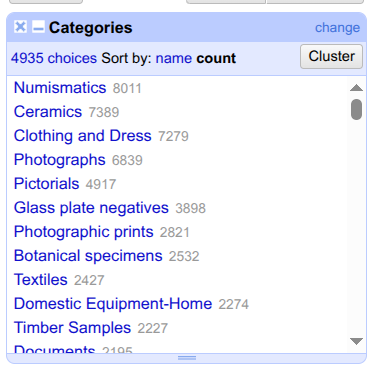 Categories change
4935 choices Sort by: name count Cluster
Numismatics 8011
Ceramics 7389
Clothing and Dress 7279
Photographs 6839
Pictorials 4917
Glass plate negatives 3898
Photographic prints 2821
Botanical specimens 2532
Textiles 2427
Domestic Equipment-Home 2274
Timber Samples 2227
Documents 2195